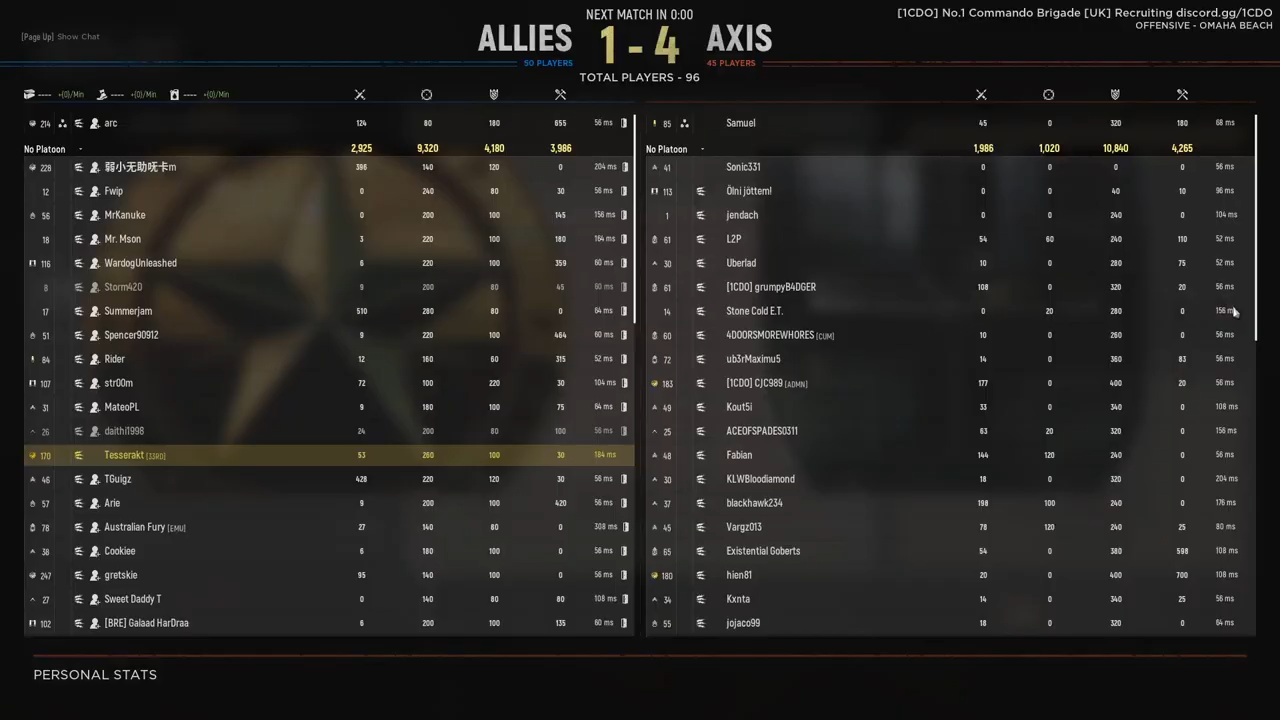 [1CDO] No.1 Commando Brigade [UK] Recruiting discord.gg/1CDO
OFFENSIVE - OMAHA BEACH
[Page Up] Show Chat
NEXT MATCH IN 0:00
ALLIES 1 - 4 AXIS
50 PLAYERS 45 PLAYERS
TOTAL PLAYERS - 96
---- +(0)/Min ---- +(0)/Min ---- +(0)/Min
214 arc 124 80 180 655 56 ms
No Platoon - 2,925 9,320 4,180 3,986
228 弱小无助呒卡m 396 140 120 0 204 ms
12 Fwip 0 240 80 30 56 ms
56 MrKanuke 0 200 100 145 156 ms
18 Mr. Mson 3 220 100 180 164 ms
116 WardogUnleashed 6 220 100 359 60 ms
8 Storm420 9 200 80 45 60 ms
17 Summerjam 510 280 80 0 64 ms
51 Spencer90912 9 220 100 464 60 ms
84 Rider 12 160 60 315 52 ms
107 str00m 72 100 220 30 104 ms
31 MateoPL 9 180 100 75 64 ms
26 daithi1998 24 200 80 100 56 ms
170 Tesserakt [33RD] 53 260 100 30 184 ms
46 TGuigz 428 220 120 30 56 ms
57 Arie 9 200 100 420 56 ms
78 Australian Fury [EMU] 27 140 80 0 308 ms
38 Cookiee 6 180 100 0 56 ms
247 gretskie 95 140 100 0 56 ms
27 Sweet Daddy T 0 140 80 80 108 ms
102 [BRE] Galaad HarDraa 6 200 100 135 60 ms
85 Samuel 45 0 320 180 68 ms
No Platoon - 1,986 1,020 10,840 4,265
41 Sonic331 0 0 0 0 56 ms
113 Ölni jöttem! 0 0 40 10 96 ms
1 jendach 0 0 240 0 104 ms
61 L2P 54 60 240 110 52 ms
30 Uberlad 10 0 280 75 52 ms
61 [1CDO] grumpyB4DGER 108 0 320 20 56 ms
14 Stone Cold E.T. 0 20 280 0 156 m
60 4DOORSMOREWHORES [CUM] 10 0 260 0 56 ms
72 ub3rMaximu5 14 0 360 83 56 ms
183 [1CDO] CJC989 [ADMN] 177 0 400 20 56 ms
49 Kout5i 33 0 340 0 108 ms
25 ACEOFSPADES0311 63 20 320 0 156 ms
48 Fabian 144 120 240 0 56 ms
30 KLWBloodiamond 18 0 320 0 204 ms
37 blackhawk234 198 100 240 0 176 ms
45 Vargz013 78 120 240 25 80 ms
65 Existential Goberts 54 0 380 598 108 ms
180 hien81 20 0 400 700 108 ms
34 Kxnta 14 0 340 25 56 ms
55 jojaco99 18 0 320 0 64 ms
PERSONAL STATS